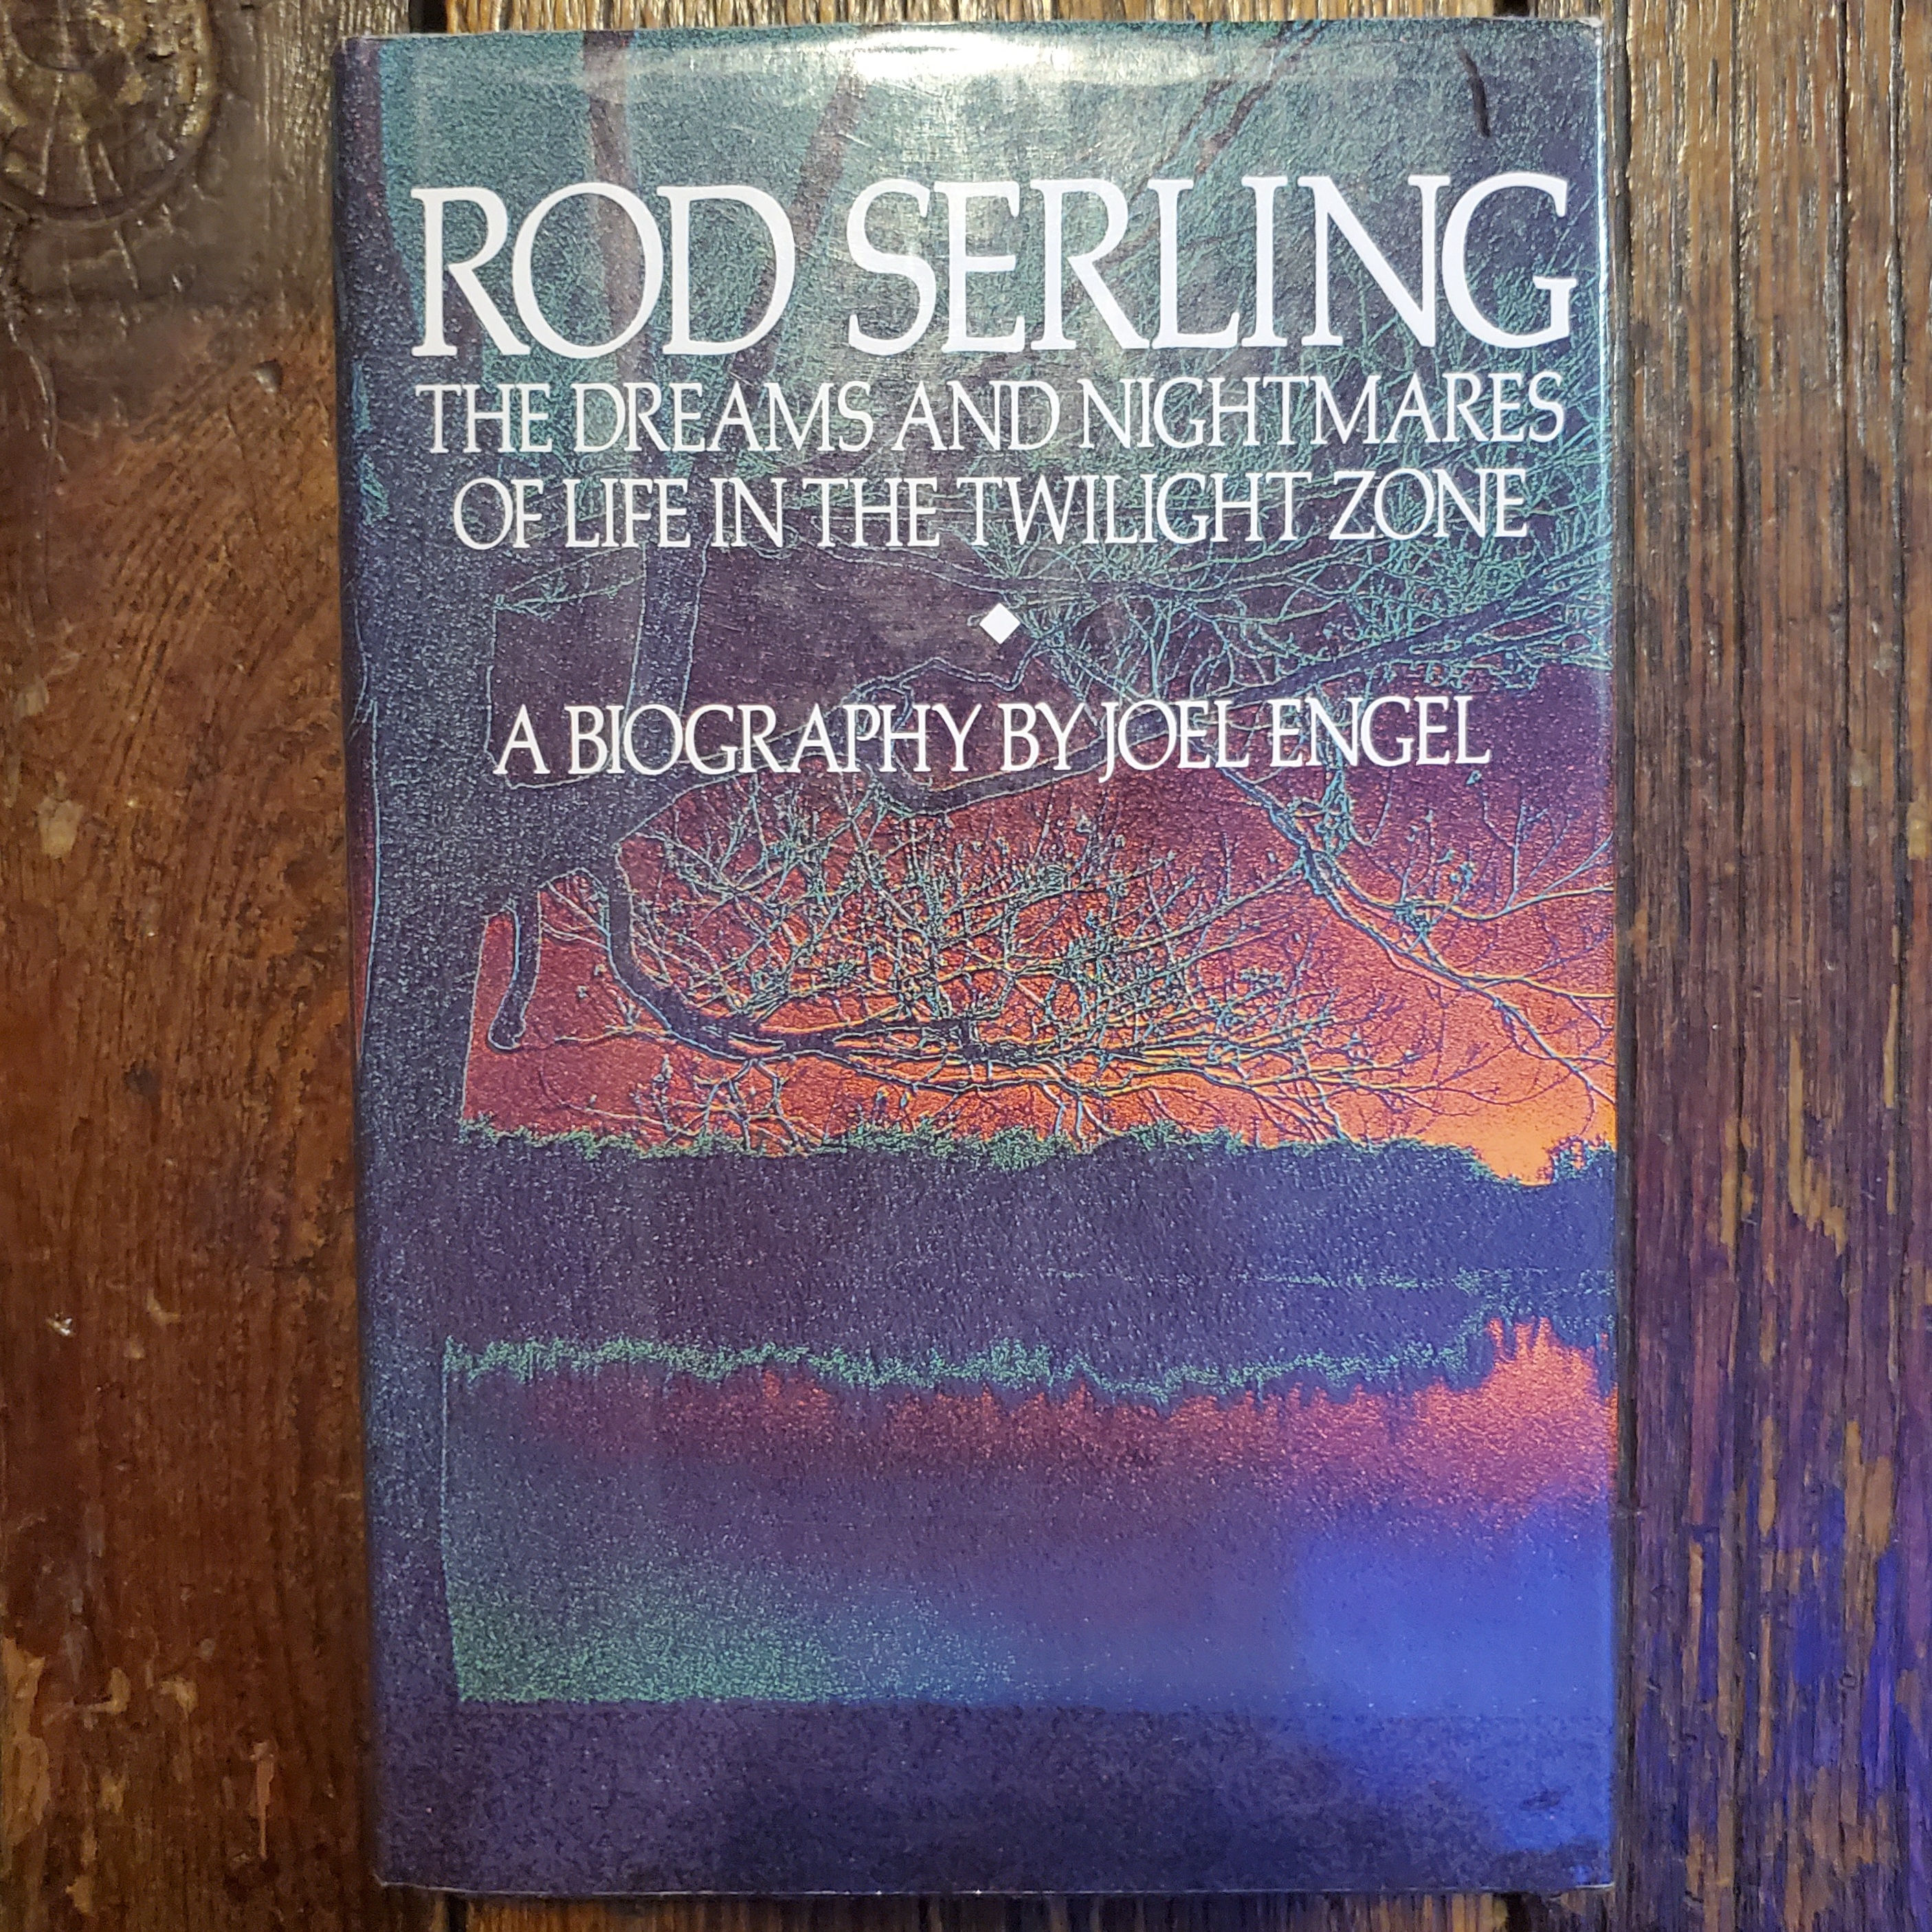 ROD SERLING
THE DREAMS AND NIGHTMARES
OF LIFE IN THE TWILIGHT ZONE
A BIOGRAPHY BY JOEL ENGEL